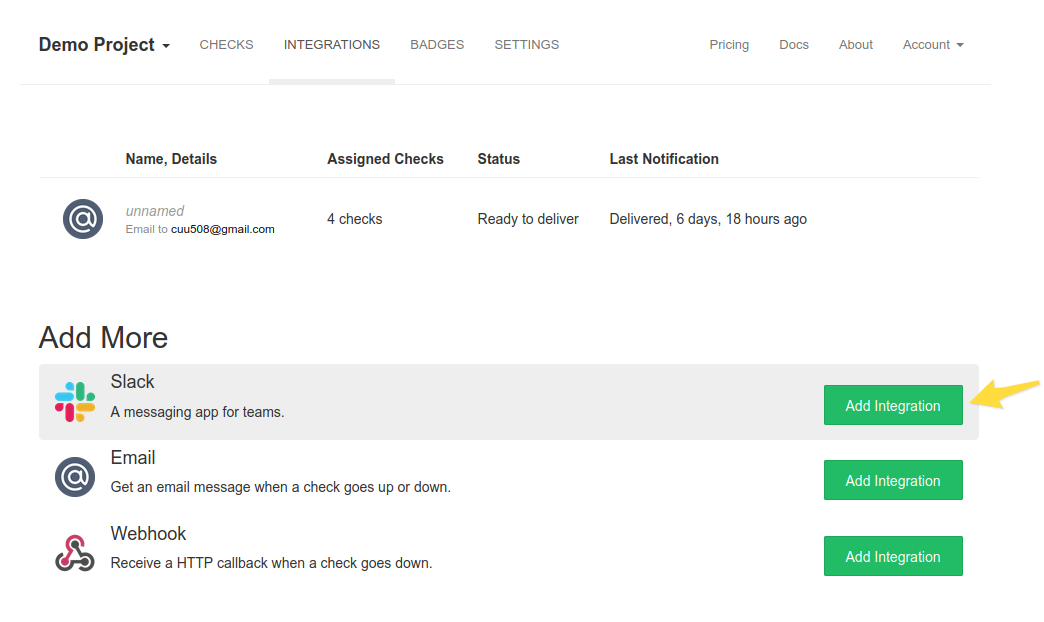 Demo Project CHECKS INTEGRATIONS BADGES SETTINGS Pricing Docs About Account
Name, Details Assigned Checks Status Last Notification
unnamed
Email to cuu508@gmail.com
4 checks Ready to deliver Delivered, 6 days, 18 hours ago
Add More
Slack
A messaging app for teams.
Add Integration
Email
Get an email message when a check goes up or down.
Add Integration
Webhook
Receive a HTTP callback when a check goes down.
Add Integration